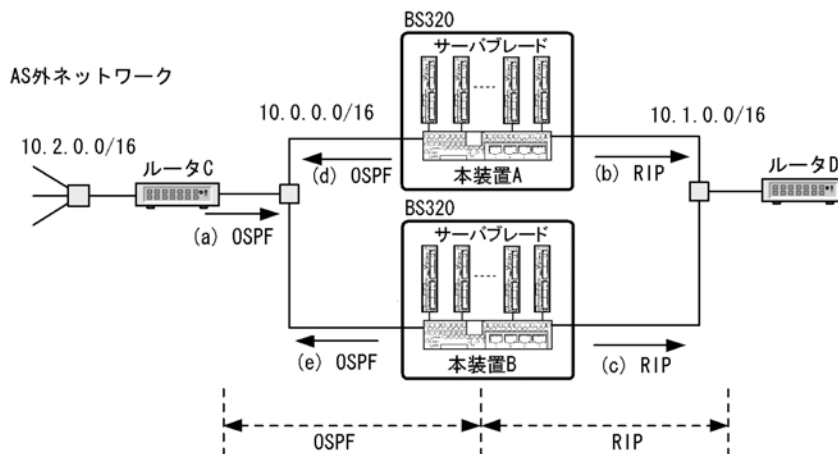 BS320
サーバブレード
AS外ネットワーク
10.0.0.0/16
10.1.0.0/16
10.2.0.0/16
ルータC
ルータD
(d) OSPF
本装置A
(b) RIP
(a) OSPF
BS320
サーバブレード
(e) OSPF
本装置B
(c) RIP
OSPF
RIP